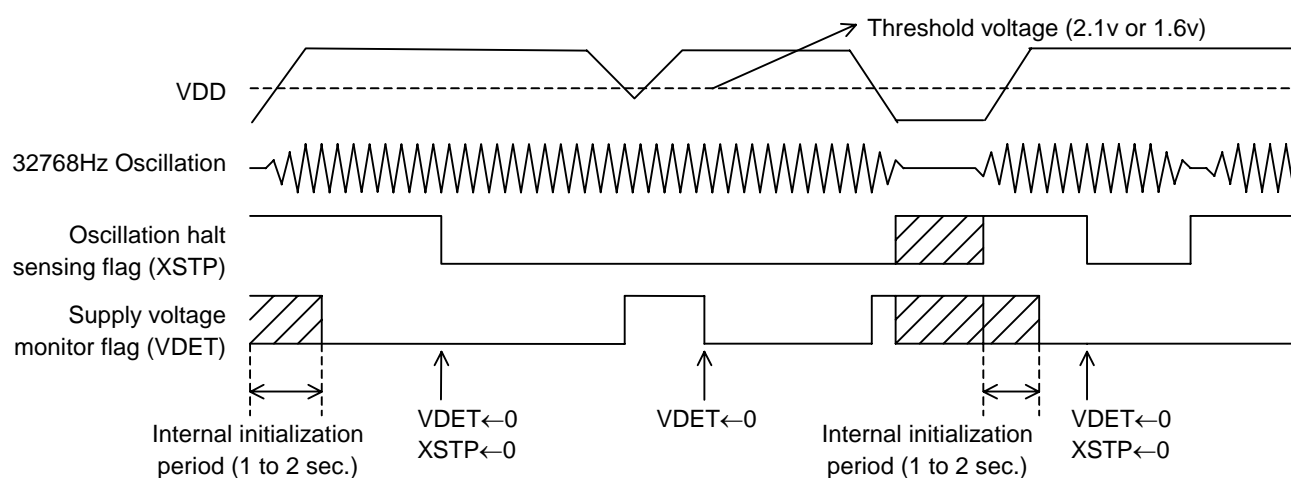 Threshold voltage (2.1v or 1.6v)
VDD
32768Hz Oscillation
Oscillation halt
sensing flag (XSTP)
Supply voltage
monitor flag (VDET)
Internal initialization
period (1 to 2 sec.)
VDET←0
XSTP←0
VDET←0
Internal initialization
period (1 to 2 sec.)
VDET←0
XSTP←0